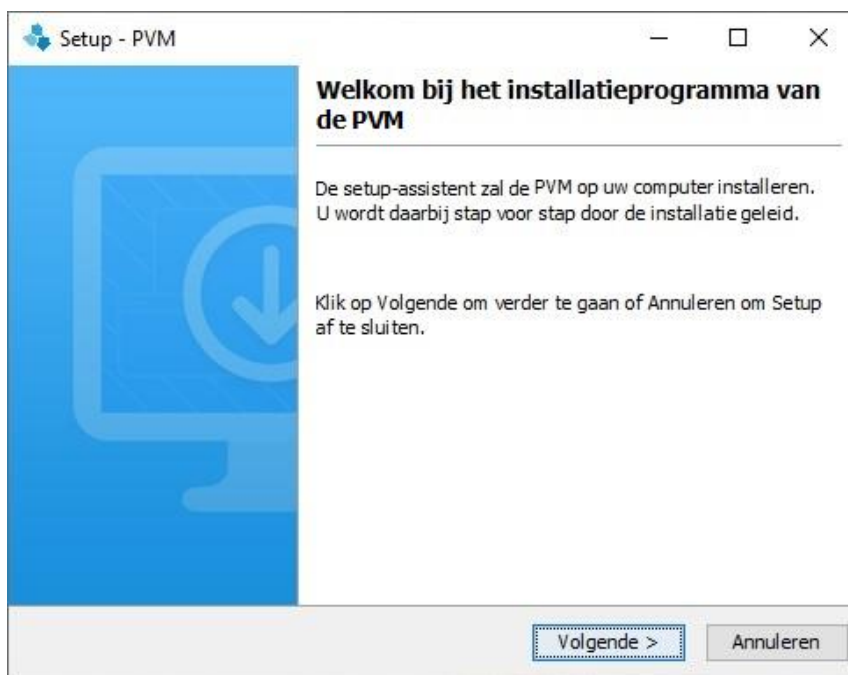 Setup - PVM
Welkom bij het installatieprogramma van
de PVM
De setup-assistent zal de PVM op uw computer installeren.
U wordt daarbij stap voor stap door de installatie geleid.
Klik op Volgende om verder te gaan of Annuleren om Setup
af te sluiten.
Volgende >
Annuleren